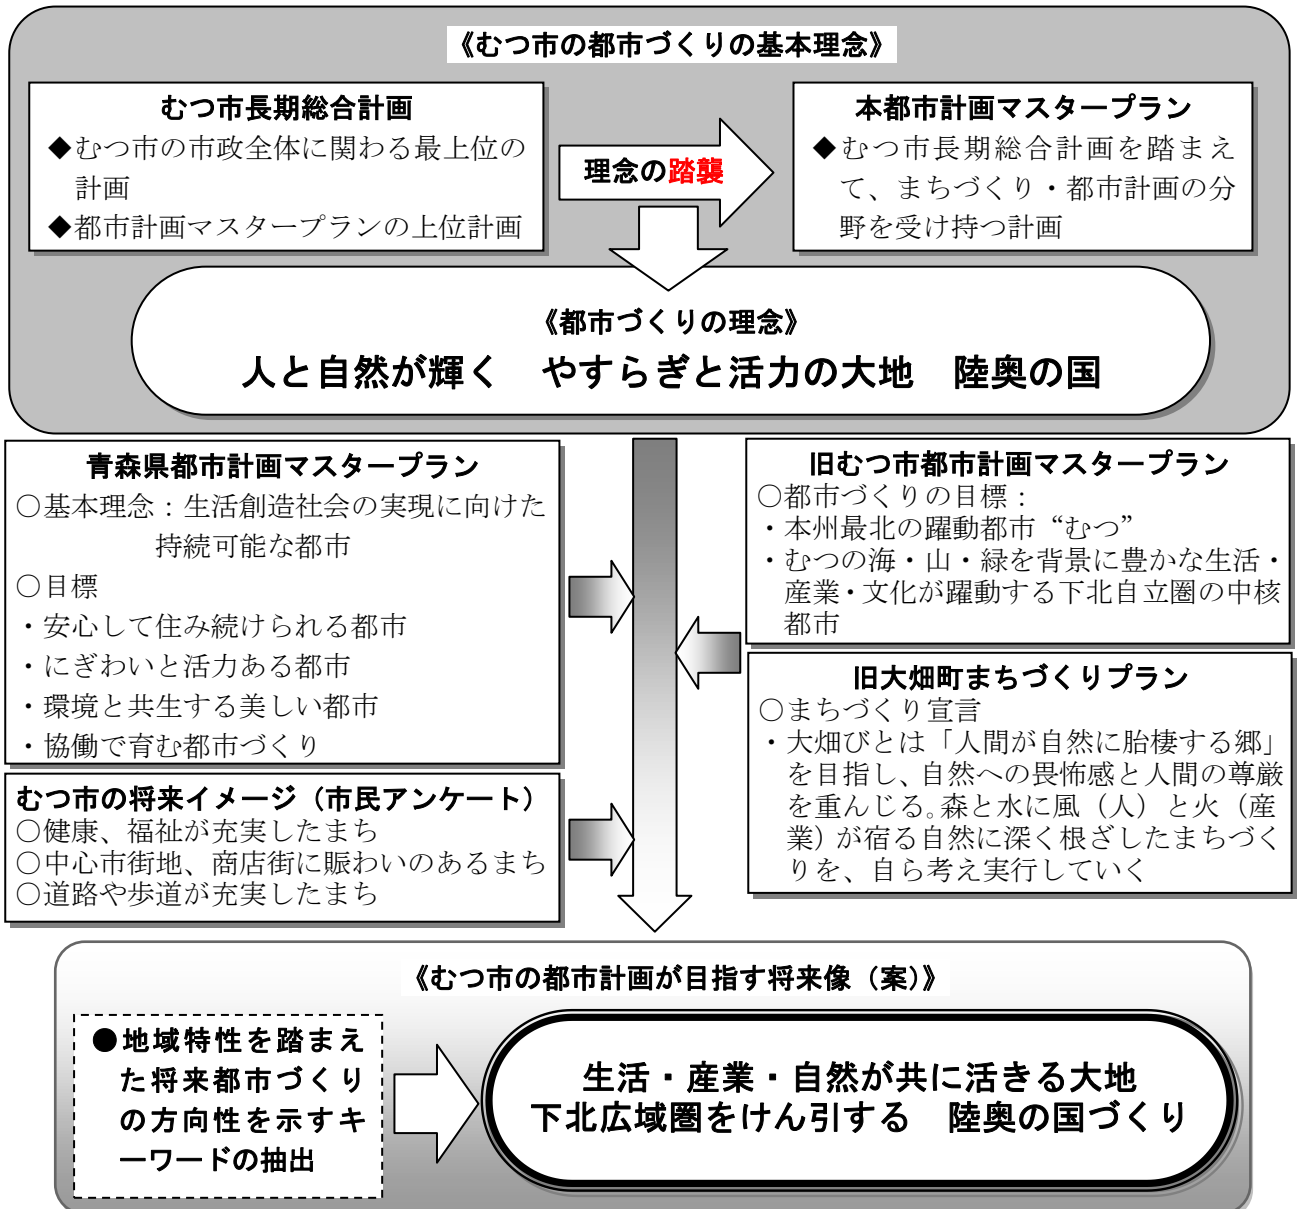 《むつ市の都市づくりの基本理念》
むつ市長期総合計画
◆むつ市の市政全体に関わる最上位の
計画
◆都市計画マスタープランの上位計画
理念の踏襲
本都市計画マスタープラン
◆むつ市長期総合計画を踏まえ
て、まちづくり・都市計画の分
野を受け持つ計画
《都市づくりの理念》
人と自然が輝く　やすらぎと活力の大地　陸奥の国
青森県都市計画マスタープラン
○基本理念：生活創造社会の実現に向けた
持続可能な都市
○目標
・安心して住み続けられる都市
・にぎわいと活力ある都市
・環境と共生する美しい都市
・協働で育む都市づくり
むつ市の将来イメージ（市民アンケート）
○健康、福祉が充実したまち
○中心市街地、商店街に賑わいのあるまち
○道路や歩道が充実したまち
旧むつ市都市計画マスタープラン
○都市づくりの目標：
・本州最北の躍動都市“むつ”
・むつの海・山・緑を背景に豊かな生活・
産業・文化が躍動する下北自立圏の中核
都市
旧大畑町まちづくりプラン
○まちづくり宣言
・大畑びとは「人間が自然に胎棲する郷」
を目指し、自然への畏怖感と人間の尊厳
を重んじる。森と水に風（人）と火（産
業）が宿る自然に深く根ざしたまちづく
りを、自ら考え実行していく
《むつ市の都市計画が目指す将来像（案）》
●地域特性を踏まえ
た将来都市づくり
の方向性を示すキ
ーワードの抽出
生活・産業・自然が共に活きる大地
下北広域圏をけん引する　陸奥の国づくり